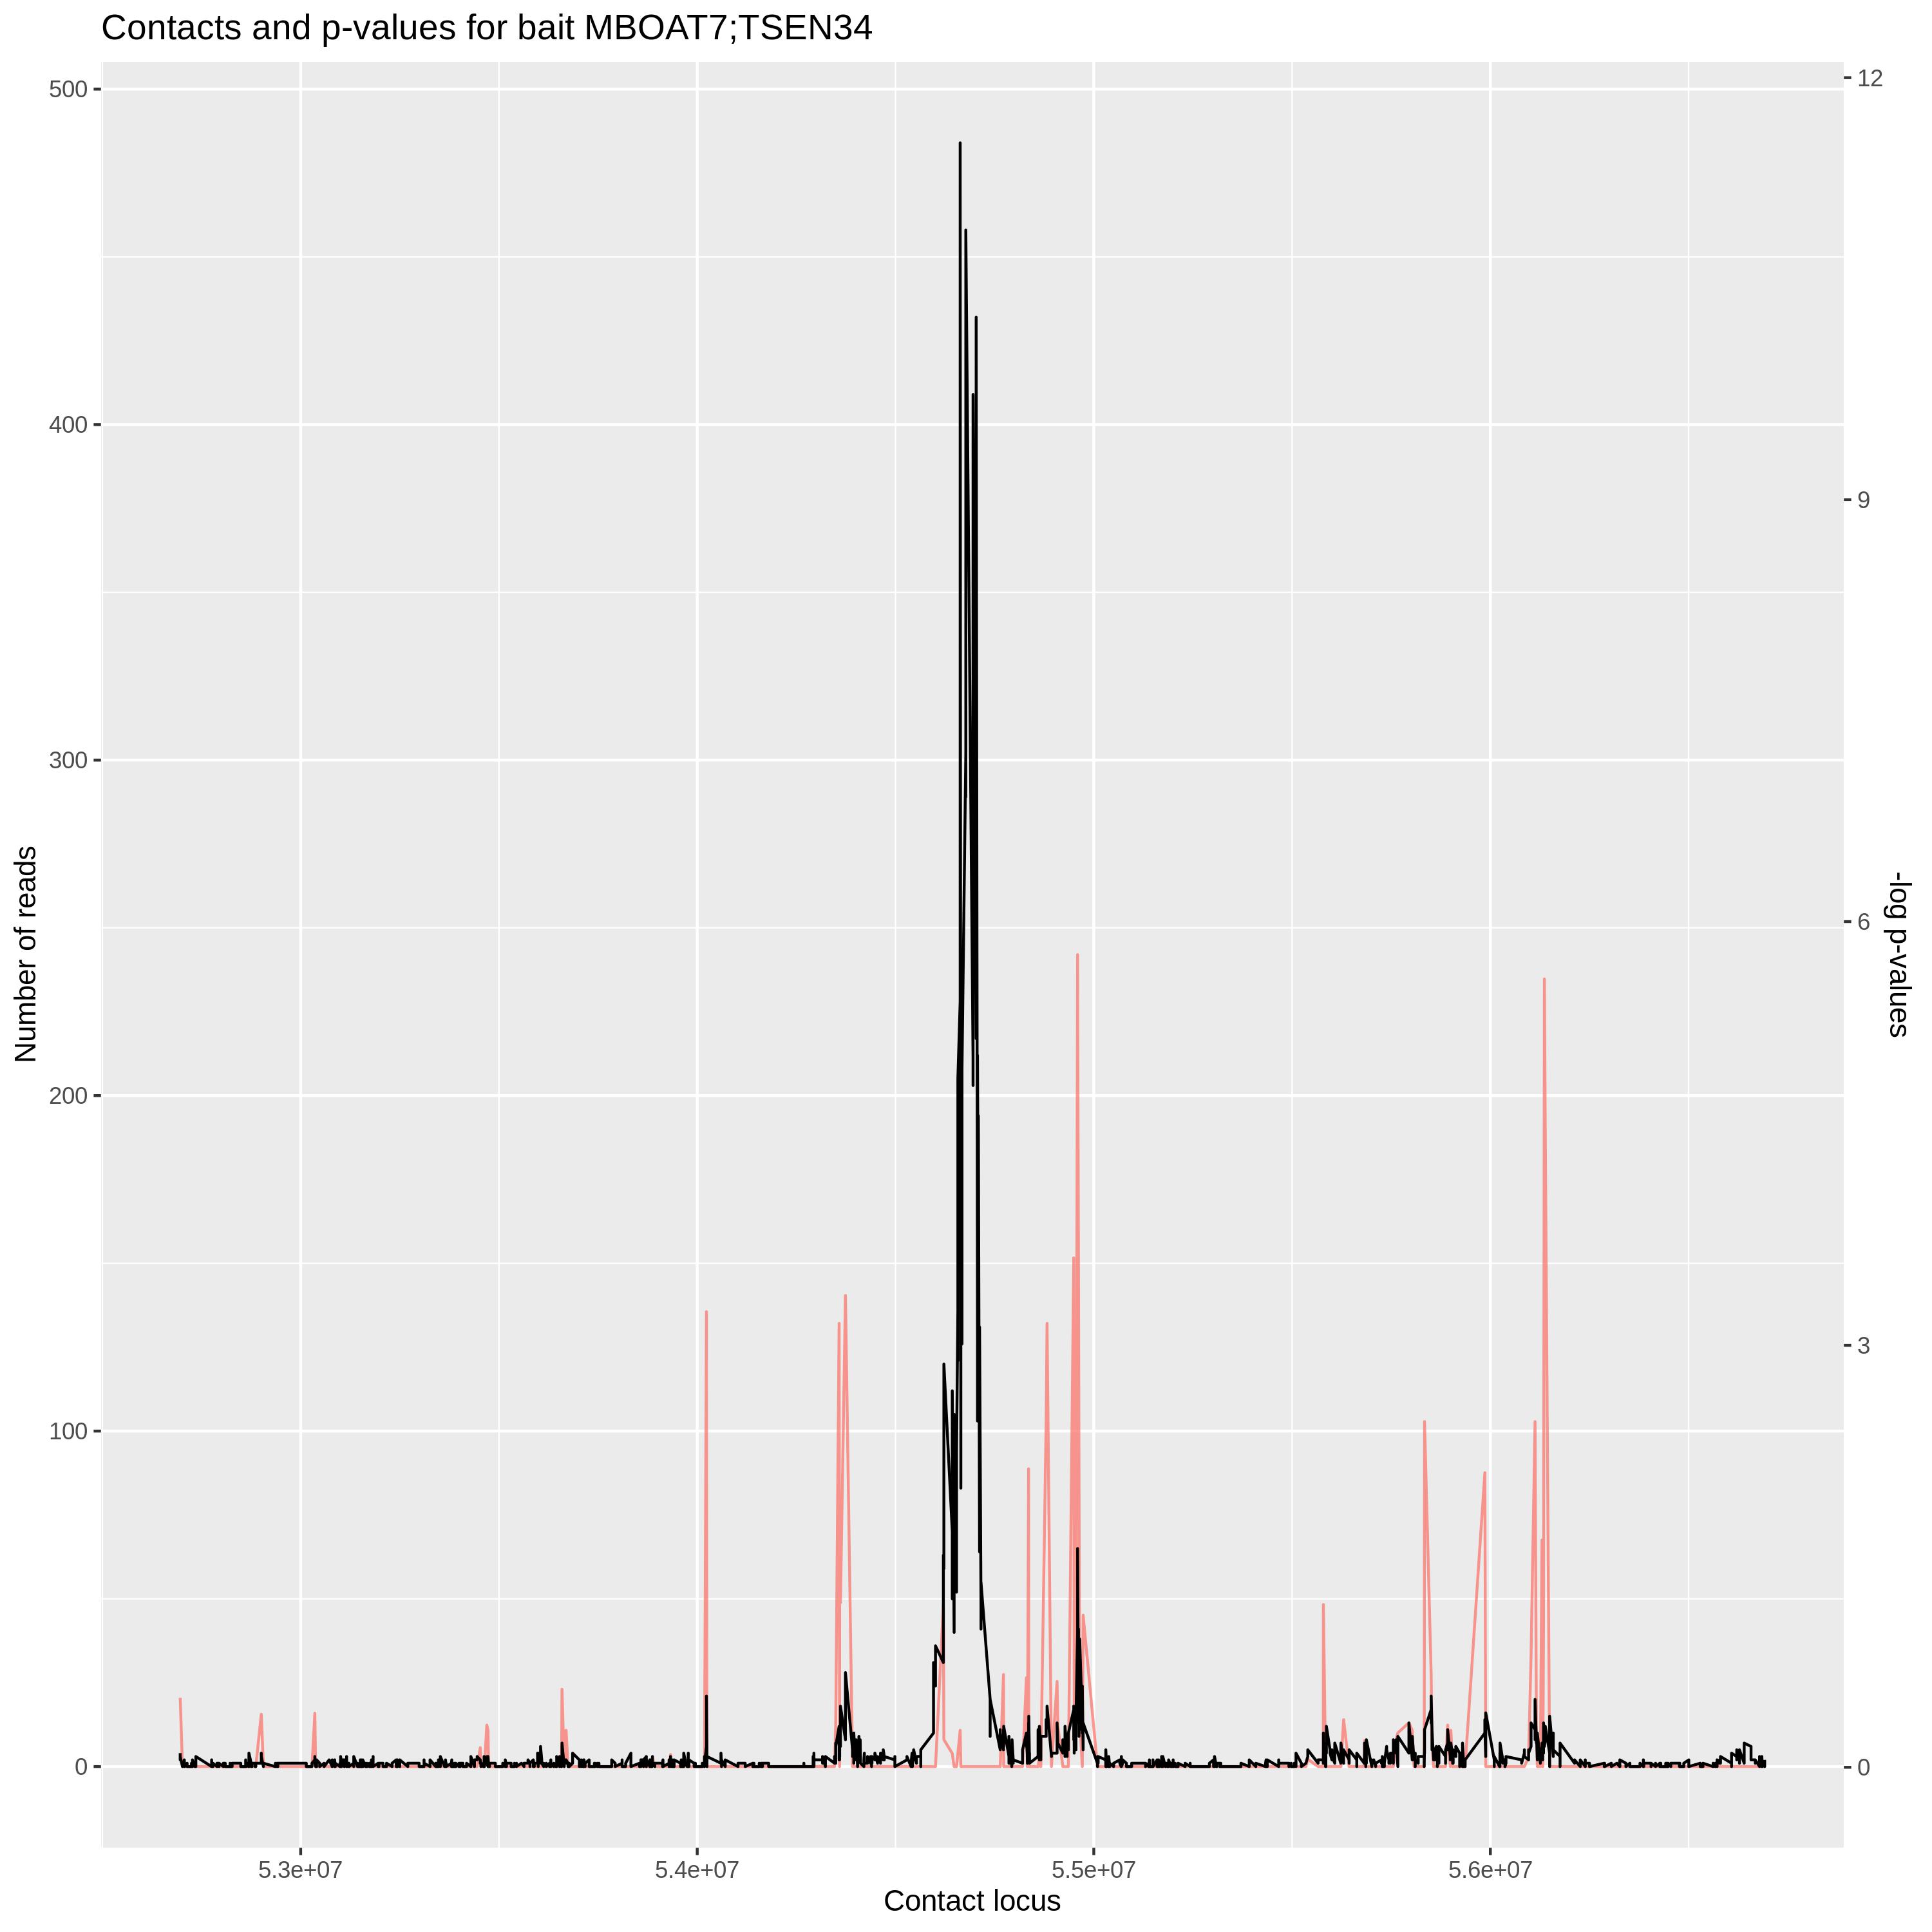 Contacts and p-values for bait MBOAT7;TSEN34
500
400
300
200
100
0
Number of reads
12
9
6
3
0
-log p-values
5.3e+07
5.4e+07
5.5e+07
5.6e+07
Contact locus